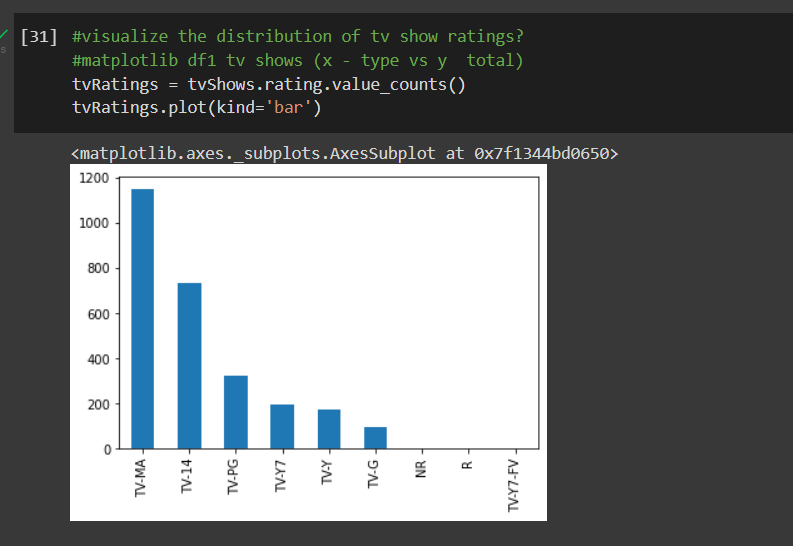 [31] #visualize the distribution of tv show ratings?
#matplotlib df1 tv shows (x - type vs y  total)
tvRatings = tvShows.rating.value_counts()
tvRatings.plot(kind='bar')
<matplotlib.axes._subplots.AxesSubplot at 0x7f1344bd0650>
1200
1000
800
600
400
200
0
TV-MA
TV-14
TV-PG
TV-Y7
TV-Y
TV-G
NR
R
TV-Y7-FV